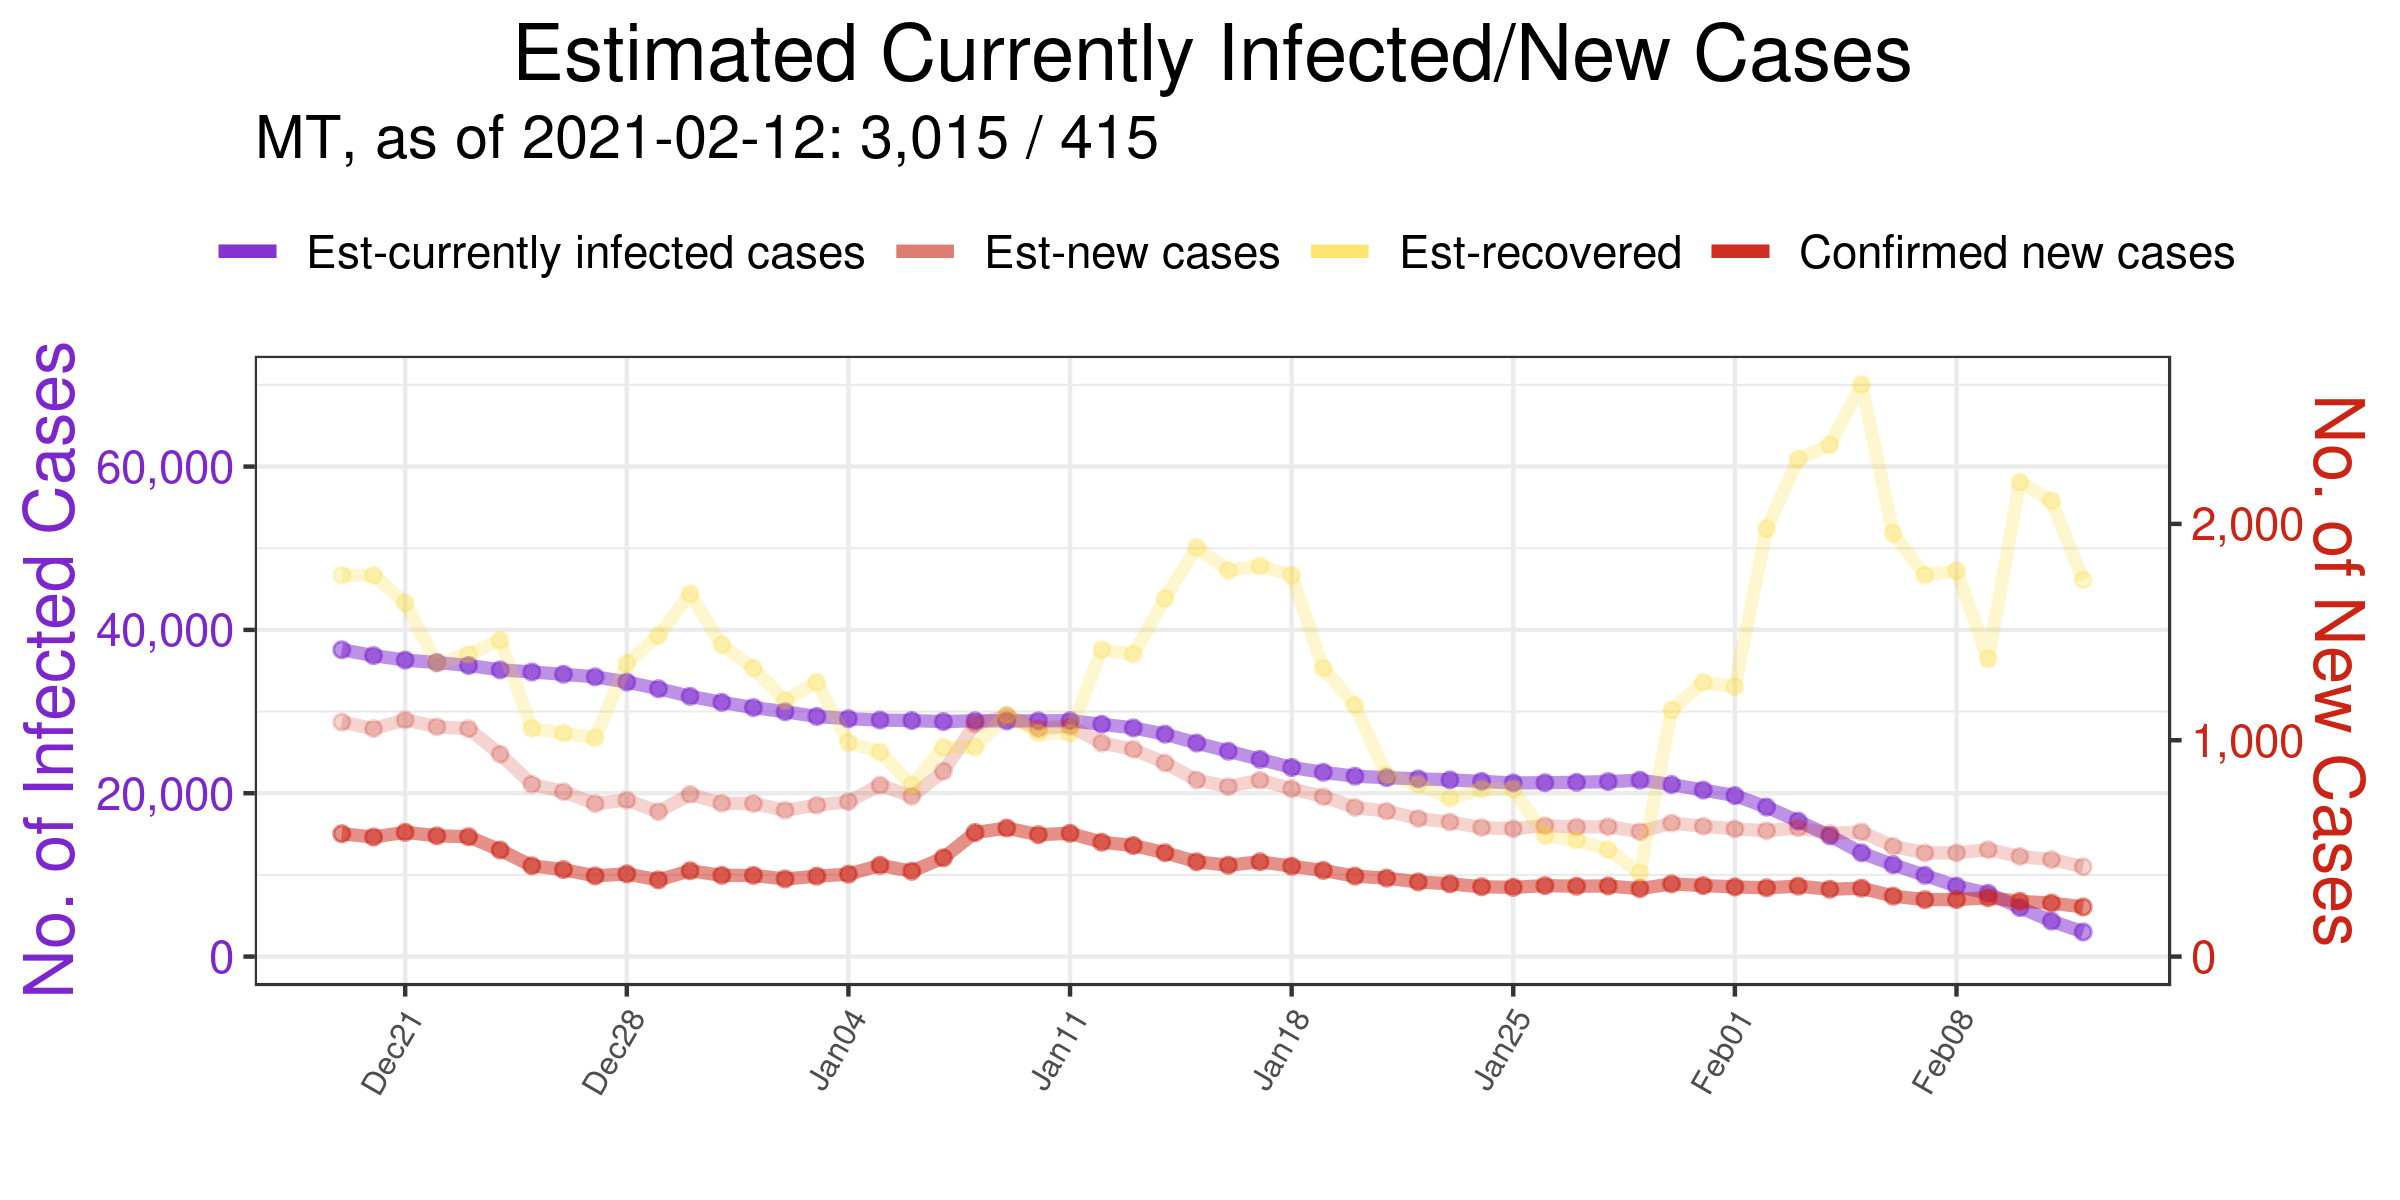 Estimated Currently Infected/New Cases
MT, as of 2021-02-12: 3,015 / 415
Est-currently infected cases Est-new cases Est-recovered Confirmed new cases
No. of Infected Cases
60,000
40,000
20,000
0
2,000
1,000
0
No. of New Cases
Dec21 Dec28 Jan04 Jan11 Jan18 Jan25 Feb01 Feb08